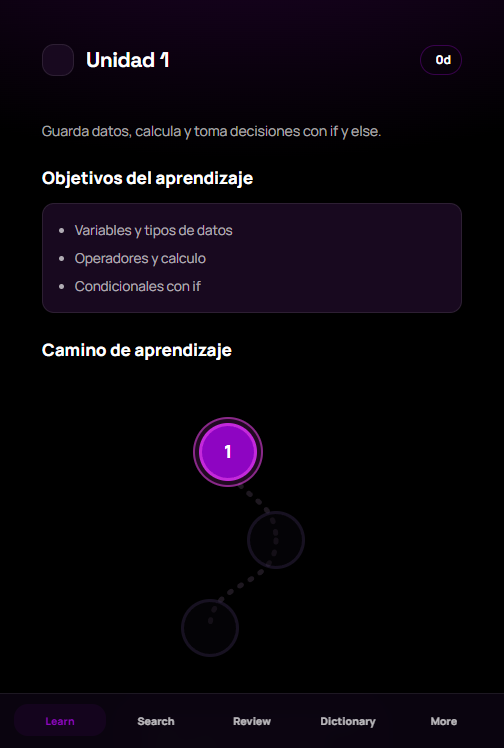 Unidad 1
0d
Guarda datos, calcula y toma decisiones con if y else.
Objetivos del aprendizaje
Variables y tipos de datos
Operadores y calculo
Condicionales con if
Camino de aprendizaje
1
Learn
Search
Review
Dictionary
More